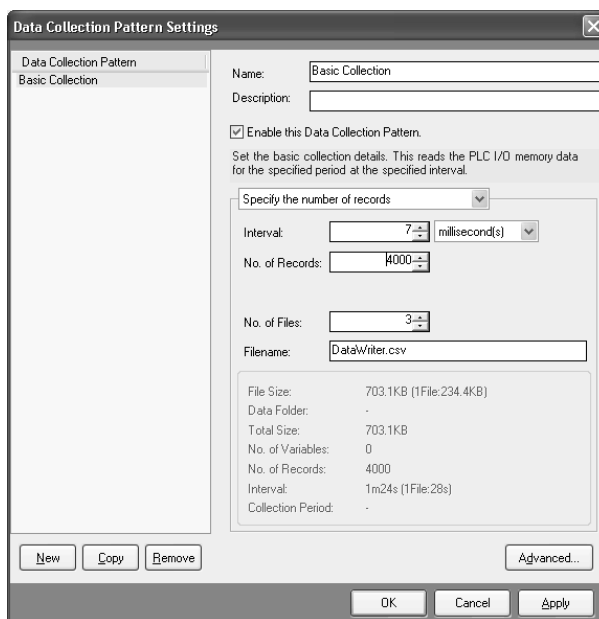 Data Collection Pattern Settings
Data Collection Pattern
Basic Collection
Name: Basic Collection
Description:
Enable this Data Collection Pattern.
Set the basic collection details. This reads the PLC I/O memory data
for the specified period at the specified interval.
Specify the number of records
Interval: 7 millisecond(s)
No. of Records: 4000
No. of Files: 3
Filename: DataWriter.csv
File Size: 703.1KB (1File:234.4KB)
Data Folder: -
Total Size: 703.1KB
No. of Variables: 0
No. of Records: 4000
Interval: 1m24s (1File:28s)
Collection Period: -
New Copy Remove Advanced...
OK Cancel Apply